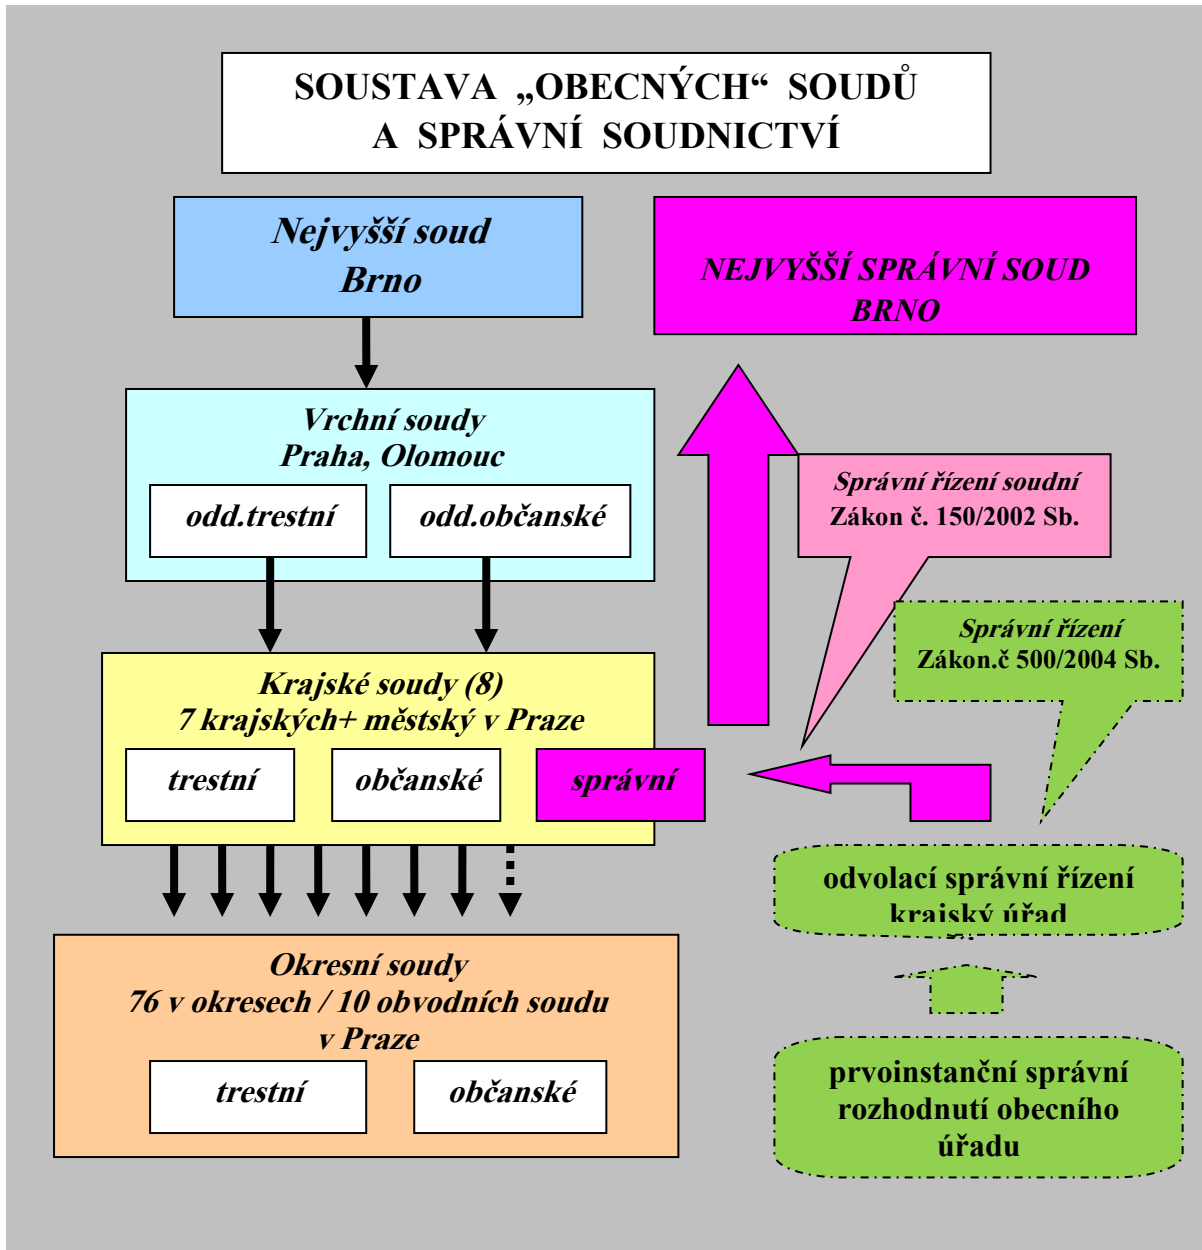 SOUSTAVA „OBECNÝCH“ SOUDŮ
A SPRÁVNÍ SOUDNICTVÍ
Nejvyšší soud
Brno
NEJVYŠŠÍ SPRÁVNÍ SOUD
BRNO
Vrchní soudy
Praha, Olomouc
odd.trestní
odd.občanské
Správní řízení soudní
Zákon č. 150/2002 Sb.
Správní řízení
Zákon.č 500/2004 Sb.
Krajské soudy (8)
7 krajských+ městský v Praze
trestní
občanské
správní
odvolací správní řízení
krajský úřad
Okresní soudy
76 v okresech / 10 obvodních soudu
v Praze
trestní
občanské
prvoinstanční správní
rozhodnutí obecního
úřadu